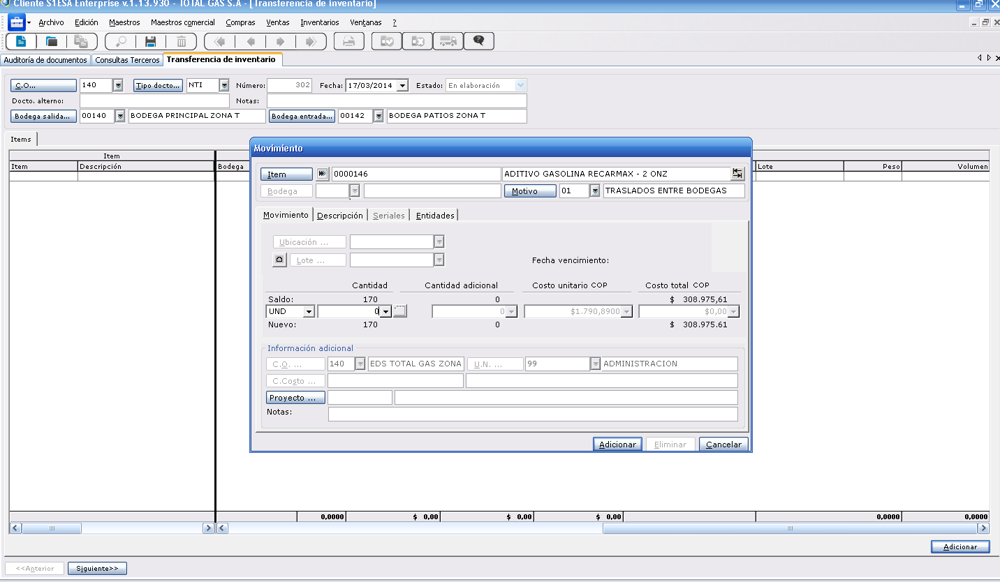 Cliente S1ESA Enterprise v.1.13.930 - TOTAL GAS S.A - [Transferencia de inventario]
Archivo Edición Maestros Maestros comercial Compras Ventas Inventarios Ventanas ?
Auditoría de documentos Consultas Terceros Transferencia de inventario
C.O... 140 Tipo docto... NTI Número: 302 Fecha: 17/03/2014 Estado: En elaboración
Docto. alterno: Notas:
Bodega salida... 00140 BODEGA PRINCIPAL ZONA T Bodega entrada... 00142 BODEGA PATIOS ZONA T
Items
Item
Item Descripción Bodega Lote Peso Volumen
Movimiento
Item 0000146 ADITIVO GASOLINA RECARMAX - 2 ONZ
Bodega Motivo 01 TRASLADOS ENTRE BODEGAS
Movimiento Descripción Seriales Entidades
Ubicación ...
Lote ... Fecha vencimiento:
Cantidad Cantidad adicional Costo unitario COP Costo total COP
Saldo: 170 0 $ 308.975,61
UND 0 0 $1.790,8900 $0,00
Nuevo: 170 0 $ 308.975.61
Información adicional
C.O. ... 140 EDS TOTAL GAS ZONA U.N. ... 99 ADMINISTRACION
C.Costo ...
Proyecto ...
Notas:
Adicionar Eliminar Cancelar
0,0000 $ 0,00 $ 0,00 $ 0,00 0,0000 0,0000
Adicionar
<<Anterior Siguiente>>